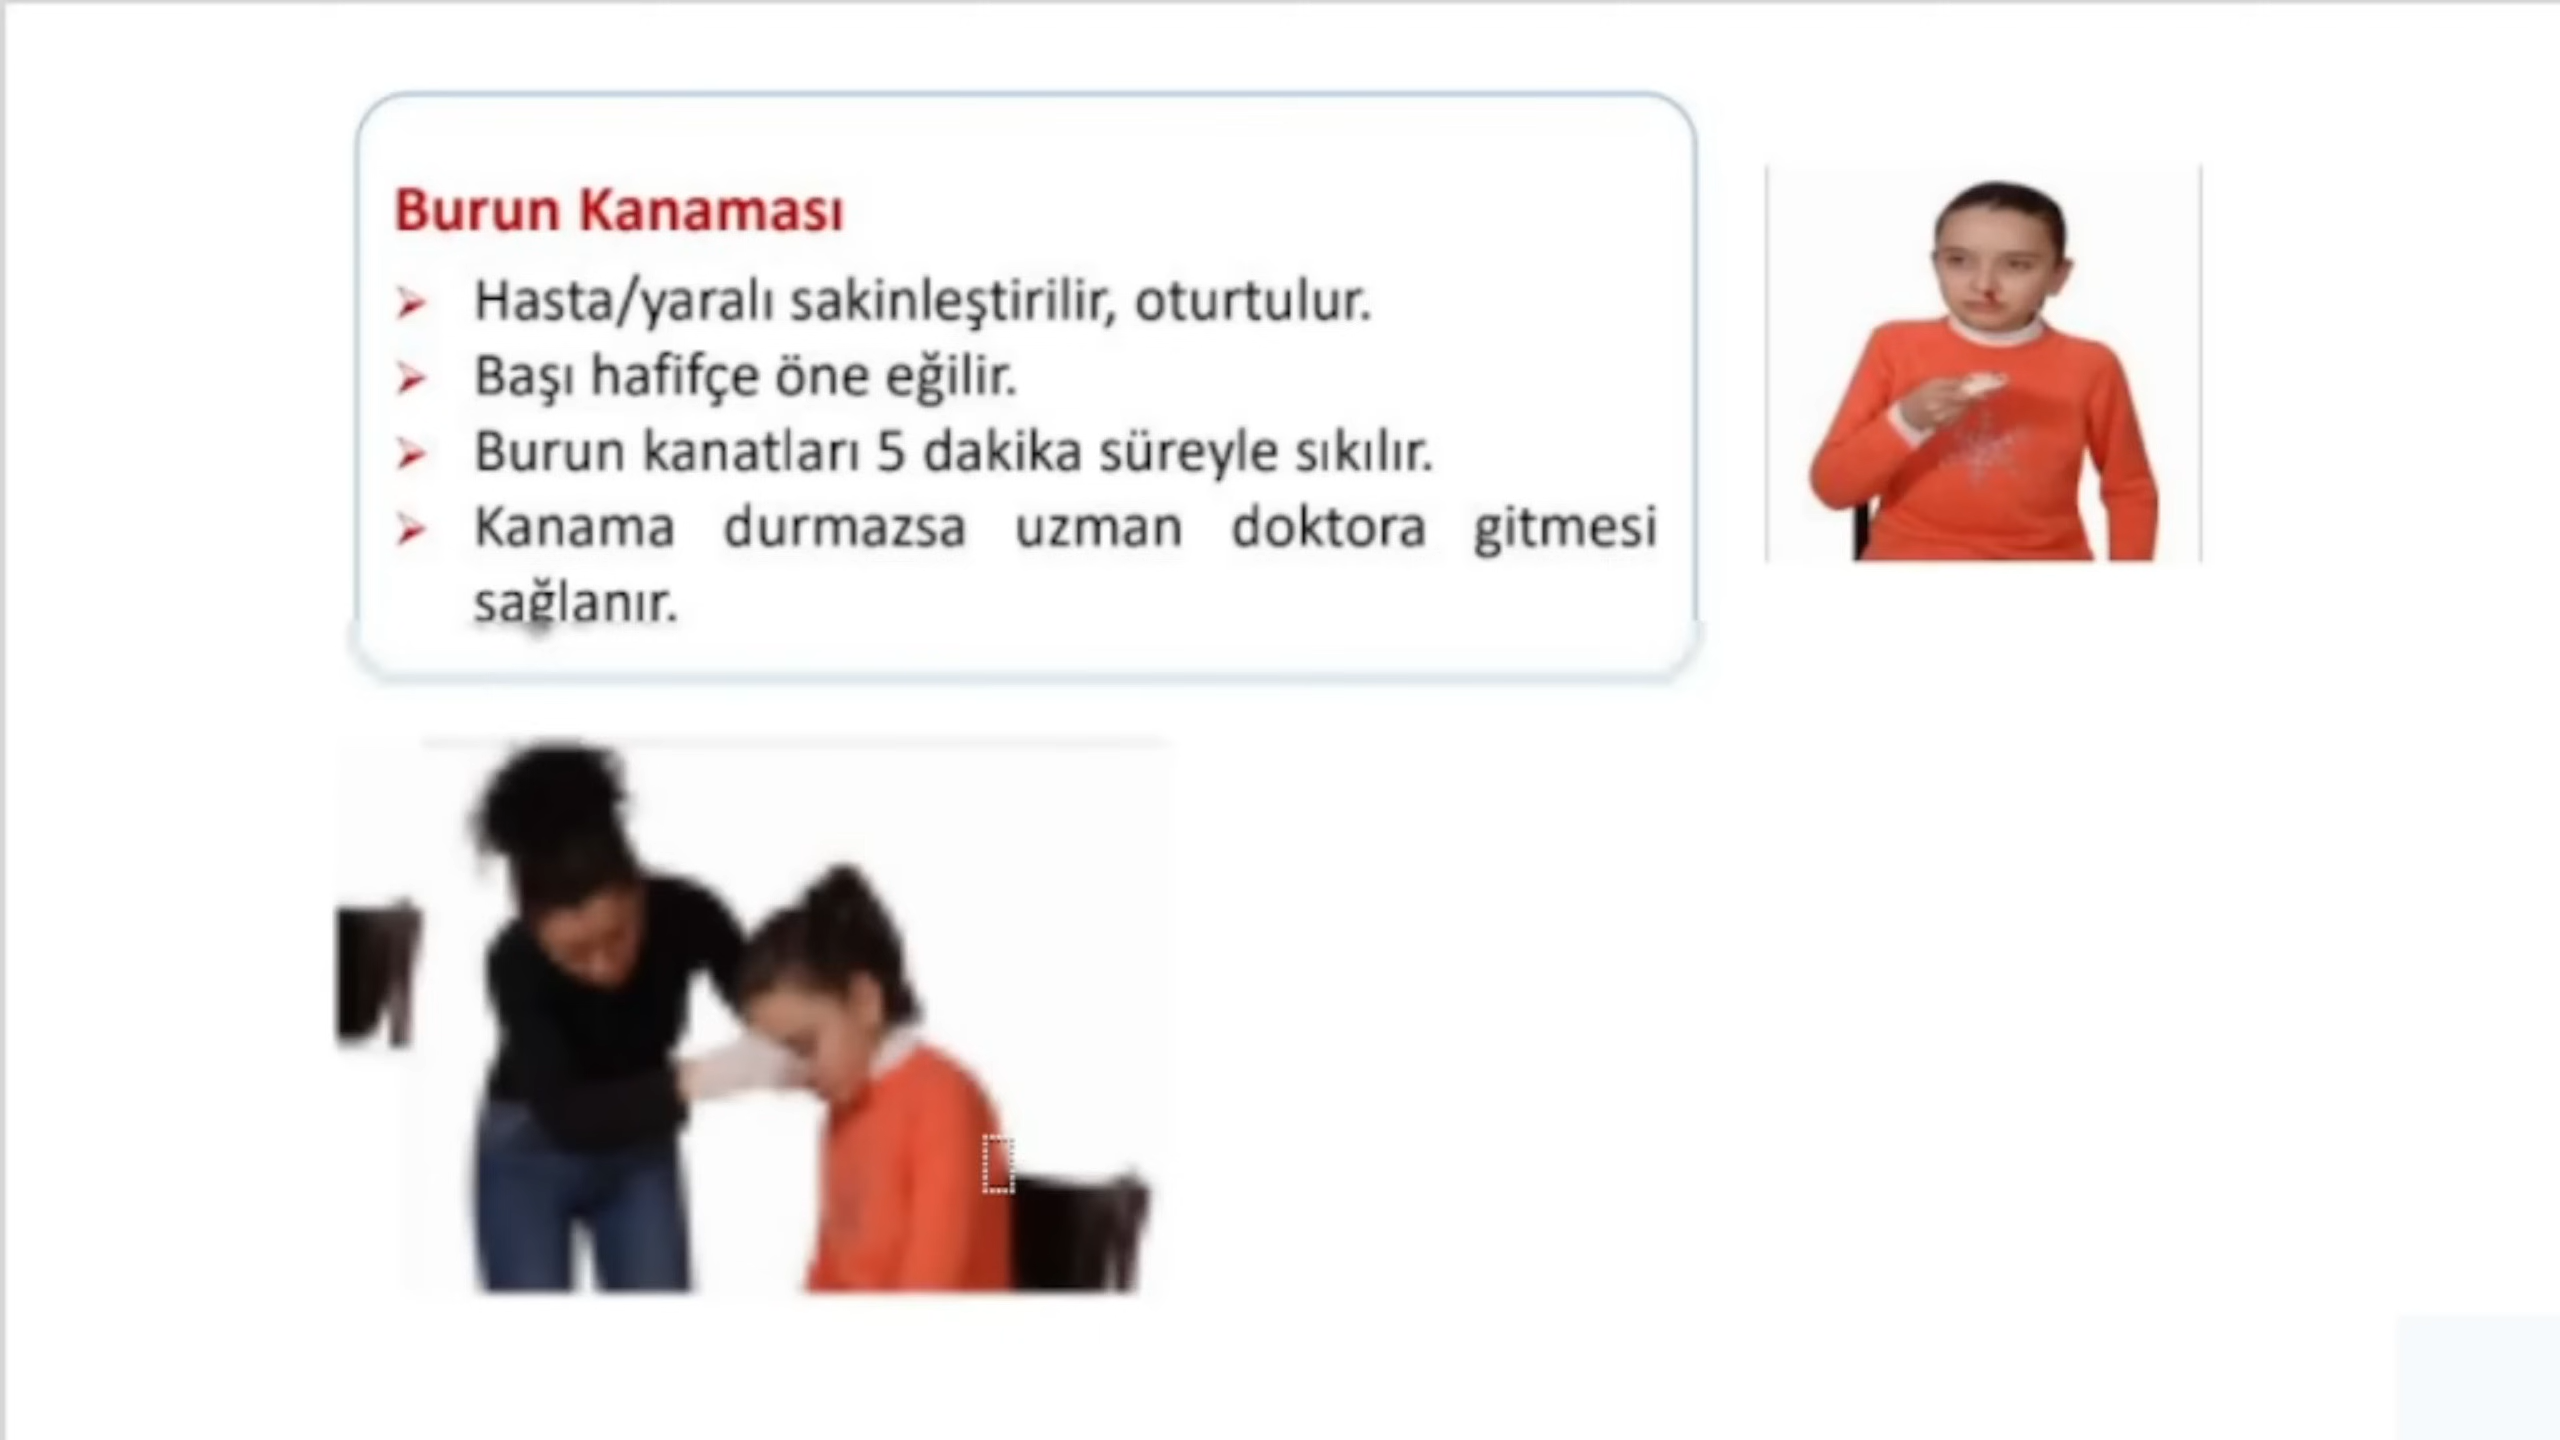 Burun Kanaması
Hasta/yaralı sakinleştirilir, oturtulur.
Başı hafifçe öne eğilir.
Burun kanatları 5 dakika süreyle sıkılır.
Kanama durmazsa uzman doktora gitmesi
sağlanır.